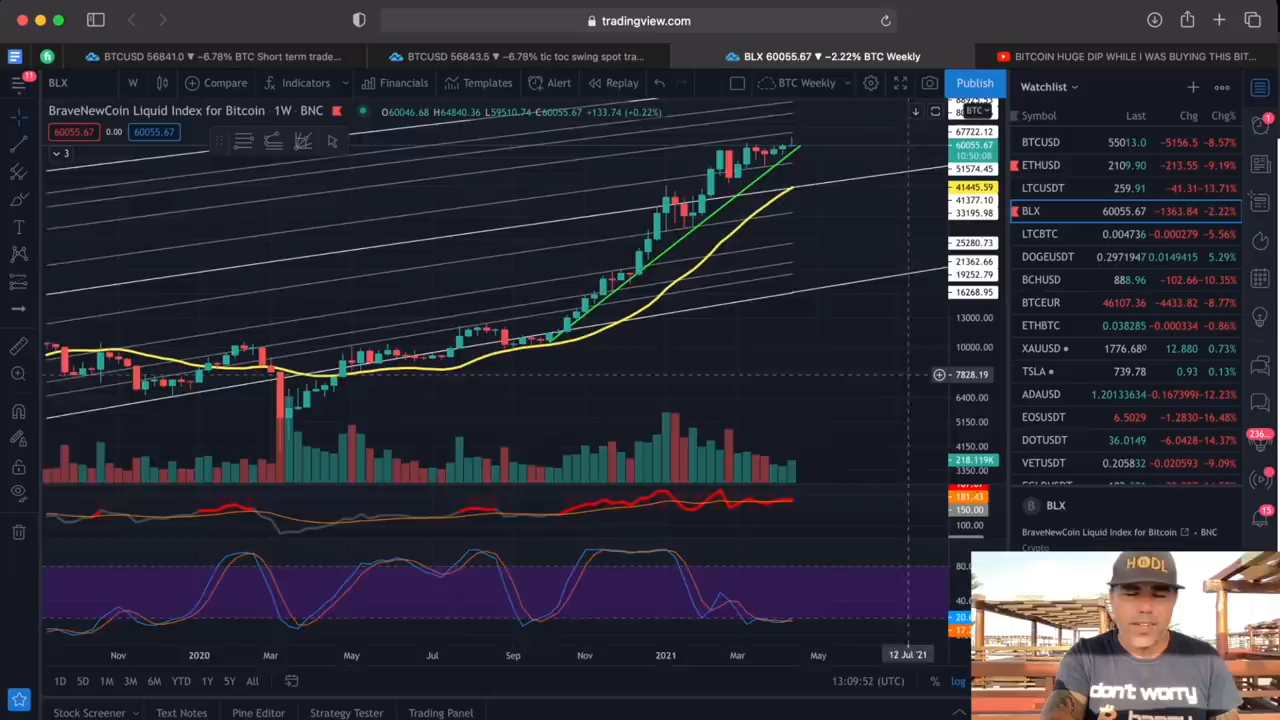 tradingview.com
BTCUSD 56841.0 ▼ −6.78% BTC Short term trade...
BTCUSD 56843.5 ▼ −6.78% tic toc swing spot tra...
BLX 60055.67 ▼ −2.22% BTC Weekly
BITCOIN HUGE DIP WHILE I WAS BUYING THIS BIT...
11
BLX
W
Compare
Indicators
Financials
Templates
Alert
Replay
BTC Weekly
Publish
Watchlist
BraveNewCoin Liquid Index for Bitcoin · 1W · BNC
H64840.36
+133.74 (+0.22%)
60055.67
0.00
60055.67
3
BTC
67722.12
60055.67
10:50:08
51574.45
41445.59
41377.10
33195.98
25280.73
21362.66
19252.79
16268.95
13000.00
10000.00
7828.19
6400.00
5150.00
4150.00
218.119K
3350.00
181.43
150.00
100.00
80.
40.
Symbol Last Chg Chg%
BTCUSD 55013.0 −5156.5 −8.57%
ETHUSD 2109.90 −213.55 −9.19%
LTCUSDT 259.91 −41.31 −13.71%
BLX 60055.67 −1363.84 −2.22%
LTCBTC 0.004736 −0.000279 −5.56%
DOGEUSDT 0.2971947 0.0149415 5.29%
BCHUSD 888.96 −102.66 −10.35%
BTCEUR 46107.36 −4433.82 −8.77%
ETHBTC 0.038285 −0.000334 −0.86%
XAUUSD 1776.680 12.880 0.73%
TSLA 739.78 0.93 0.13%
ADAUSD 1.20133634 −0.167399 −12.23%
EOSUSDT 6.5029 −1.2830 −16.48%
DOTUSDT 36.0149 −6.0428 −14.37%
VETUSDT 0.205832 −0.020593 −9.09%
1
236...
15
B BLX
BraveNewCoin Liquid Index for Bitcoin · BNC
Crypto
Nov 2020 Mar May Jul Sep Nov 2021 Mar May 12 Jul '21
1D 5D 1M 3M 6M YTD 1Y 5Y All
13:09:52 (UTC) % log
Stock Screener
Text Notes
Pine Editor
Strategy Tester
Trading Panel
HODL
don't worry